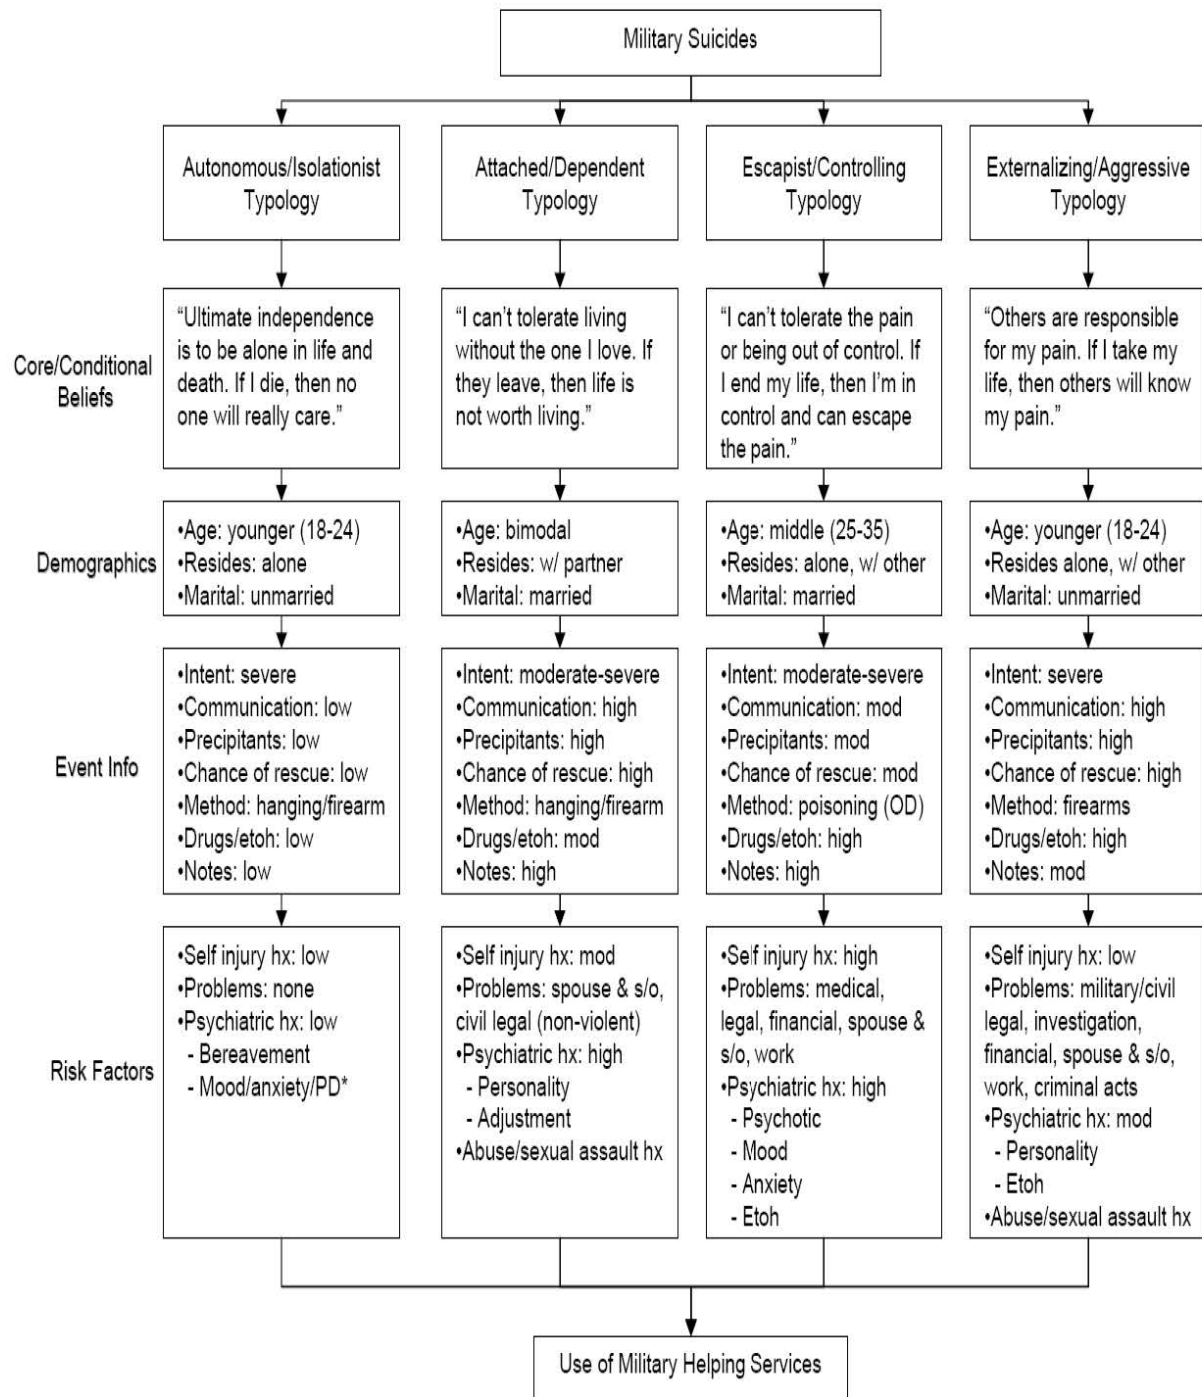 Military Suicides
Autonomous/Isolationist
Typology
Attached/Dependent
Typology
Escapist/Controlling
Typology
Externalizing/Aggressive
Typology
Core/Conditional
Beliefs
“Ultimate independence
is to be alone in life and
death. If I die, then no
one will really care.”
“I can’t tolerate living
without the one I love. If
they leave, then life is
not worth living.”
“I can’t tolerate the pain
or being out of control. If
I end my life, then I’m in
control and can escape
the pain.”
“Others are responsible
for my pain. If I take my
life, then others will know
my pain.”
Demographics
•Age: younger (18-24)
•Resides: alone
•Marital: unmarried
•Age: bimodal
•Resides: w/ partner
•Marital: married
•Age: middle (25-35)
•Resides: alone, w/ other
•Marital: married
•Age: younger (18-24)
•Resides alone, w/ other
•Marital: unmarried
Event Info
•Intent: severe
•Communication: low
•Precipitants: low
•Chance of rescue: low
•Method: hanging/firearm
•Drugs/etoh: low
•Notes: low
•Intent: moderate-severe
•Communication: high
•Precipitants: high
•Chance of rescue: high
•Method: hanging/firearm
•Drugs/etoh: mod
•Notes: high
•Intent: moderate-severe
•Communication: mod
•Precipitants: mod
•Chance of rescue: mod
•Method: poisoning (OD)
•Drugs/etoh: high
•Notes: high
•Intent: severe
•Communication: high
•Precipitants: high
•Chance of rescue: high
•Method: firearms
•Drugs/etoh: high
•Notes: mod
Risk Factors
•Self injury hx: low
•Problems: none
•Psychiatric hx: low
- Bereavement
- Mood/anxiety/PD*
•Self injury hx: mod
•Problems: spouse & s/o,
civil legal (non-violent)
•Psychiatric hx: high
- Personality
- Adjustment
•Abuse/sexual assault hx
•Self injury hx: high
•Problems: medical,
legal, financial, spouse &
s/o, work
•Psychiatric hx: high
- Psychotic
- Mood
- Anxiety
- Etoh
•Self injury hx: low
•Problems: military/civil
legal, investigation,
financial, spouse & s/o,
work, criminal acts
•Psychiatric hx: mod
- Personality
- Etoh
•Abuse/sexual assault hx
Use of Military Helping Services